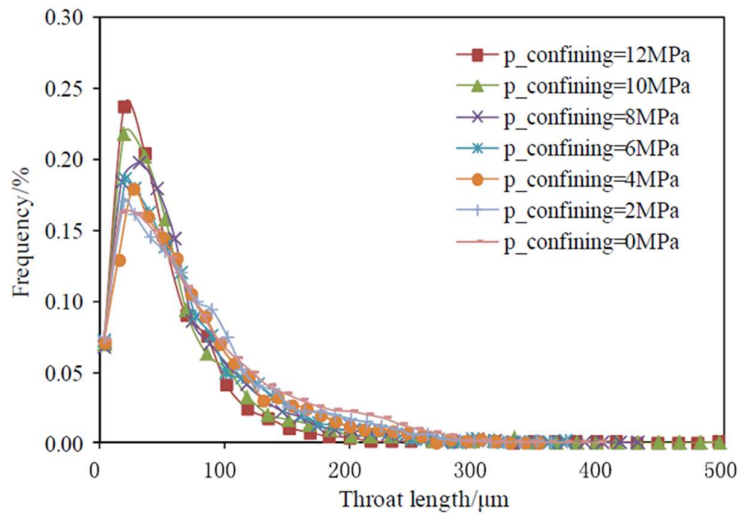 0.30
0.25
0.20
0.15
0.10
0.05
0.00
Frequency/%
p_confining=12MPa
p_confining=10MPa
p_confining=8MPa
p_confining=6MPa
p_confining=4MPa
p_confining=2MPa
p_confining=0MPa
0 100 200 300 400 500
Throat length/μm